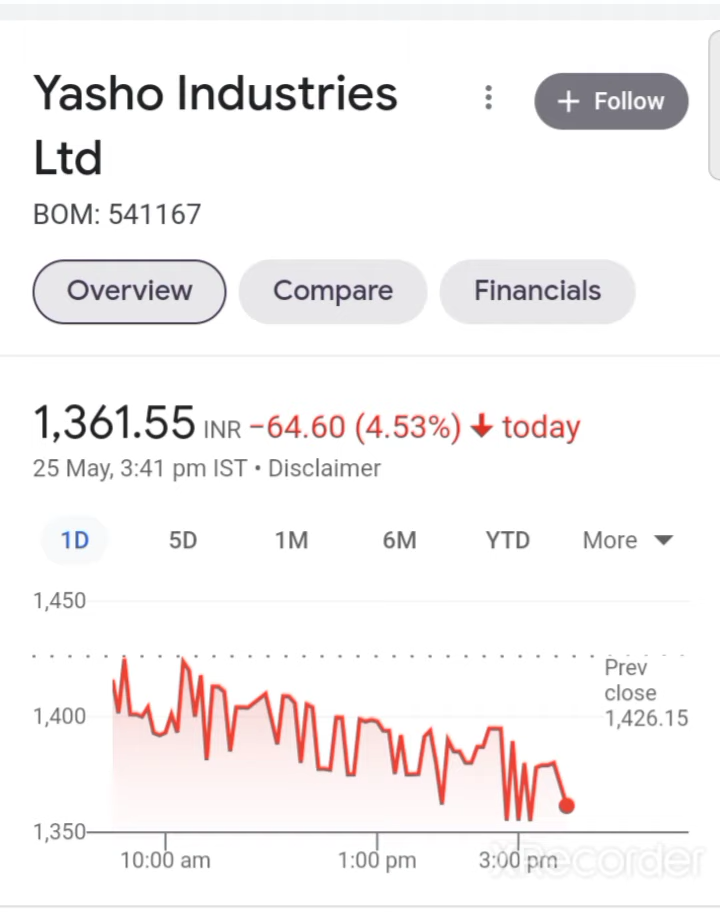 Yasho Industries
Ltd
+ Follow
BOM: 541167
Overview Compare Financials
1,361.55 INR −64.60 (4.53%) ↓ today
25 May, 3:41 pm IST • Disclaimer
1D 5D 1M 6M YTD More
1,450
Prev
close
1,426.15
1,400
1,350
10:00 am 1:00 pm 3:00 pm
XRecorder